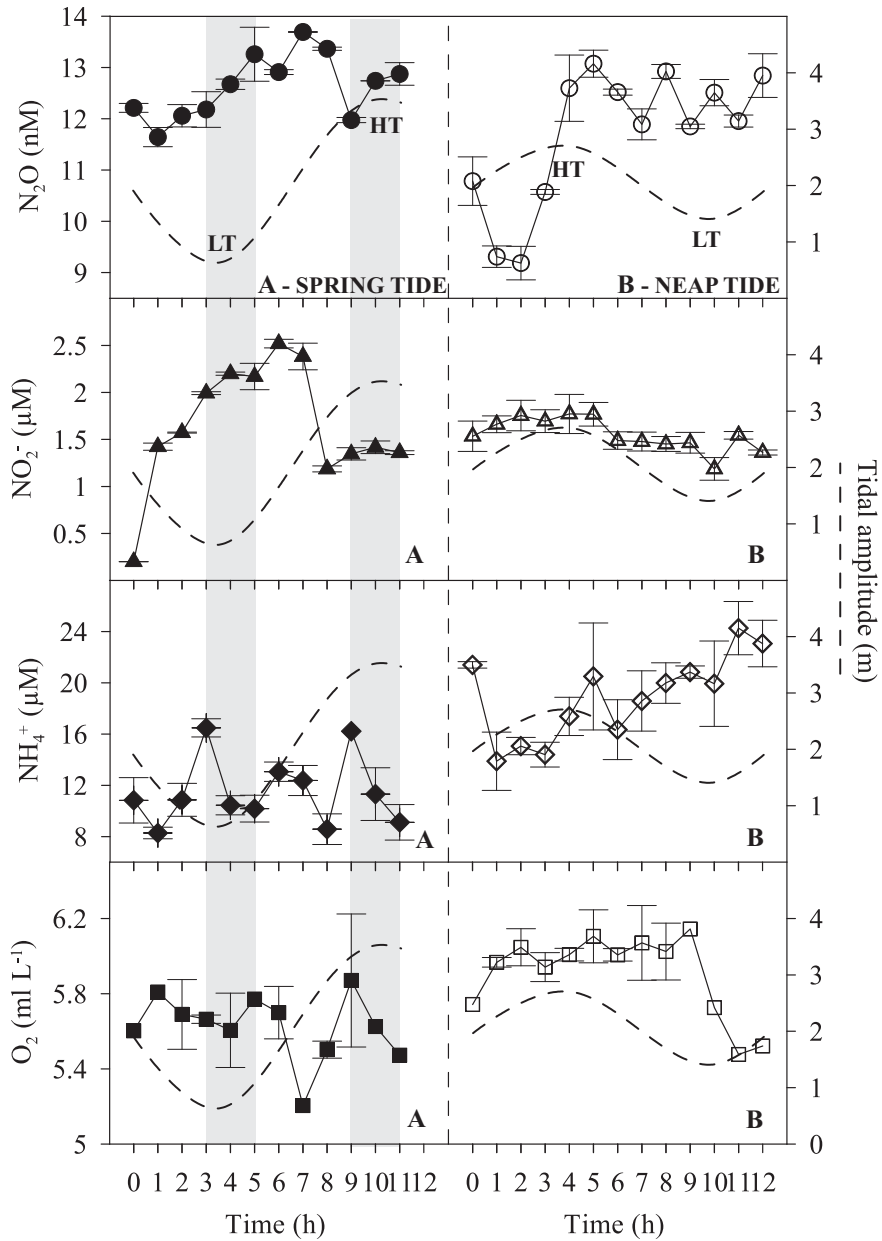 N₂O (nM)
14
13
12
11
10
9
LT
HT
A - SPRING TIDE
HT
LT
B - NEAP TIDE
4
3
2
1
NO₂⁻ (μM)
2.5
2
1.5
1
0.5
A
B
4
3
2
1
Tidal amplitude (m)
NH₄⁺ (μM)
24
20
16
12
8
A
B
4
3
2
1
O₂ (ml L⁻¹)
6.2
5.8
5.4
5
A
B
4
3
2
1
0
0 1 2 3 4 5 6 7 8 9 10 11 12
0 1 2 3 4 5 6 7 8 9 10 11 12
Time (h)
Time (h)